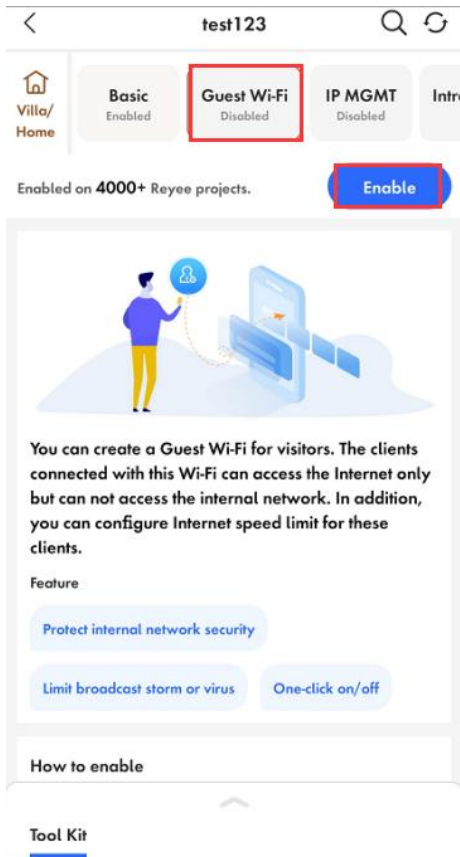 test123
Villa/
Home
Basic
Enabled
Guest Wi-Fi
Disabled
IP MGMT
Disabled
Intr
Enabled on 4000+ Reyee projects.
Enable
You can create a Guest Wi-Fi for visitors. The clients
connected with this Wi-Fi can access the Internet only
but can not access the internal network. In addition,
you can configure Internet speed limit for these
clients.
Feature
Protect internal network security
Limit broadcast storm or virus
One-click on/off
How to enable
Tool Kit